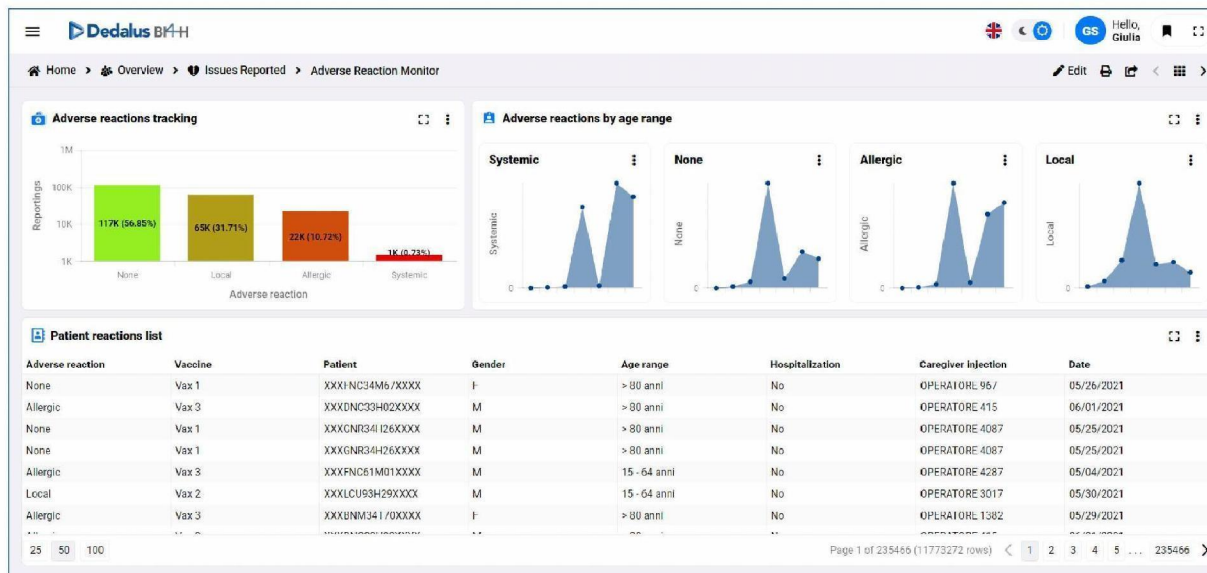 Dedalus BI4H
Hello,
GS Giulia
Home > Overview > Issues Reported > Adverse Reaction Monitor
Edit
Adverse reactions tracking
1M
100K
10K
1K
Reportings
117K (56.85%)
65K (31.71%)
22K (10.72%)
1K (0.73%)
None Local Allergic Systemic
Adverse reaction
Adverse reactions by age range
Systemic
Systemic
0
None
None
0
Allergic
Allergic
0
Local
Local
0
Patient reactions list
Adverse reaction Vaccine Patient Gender Age range Hospitalization Caregiver injection Date
None Vax 1 XXXFNC34M67XXXX F > 80 anni No OPERATORE 967 05/26/2021
Allergic Vax 3 XXXDNC33H02XXXX M > 80 anni No OPERATORE 415 06/01/2021
None Vax 1 XXXGNR34H26XXXX M > 80 anni No OPERATORE 4087 05/25/2021
None Vax 1 XXXGNR34H26XXXX M > 80 anni No OPERATORE 4087 05/25/2021
Allergic Vax 3 XXXFNC61M01XXXX M 15 - 64 anni No OPERATORE 4287 05/04/2021
Local Vax 2 XXXLCU93H29XXXX M 15 - 64 anni No OPERATORE 3017 05/30/2021
Allergic Vax 3 XXXBNM34T70XXXX F > 80 anni No OPERATORE 1382 05/29/2021
25 50 100
Page 1 of 235466 (11773272 rows) < 1 2 3 4 5 ... 235466 >